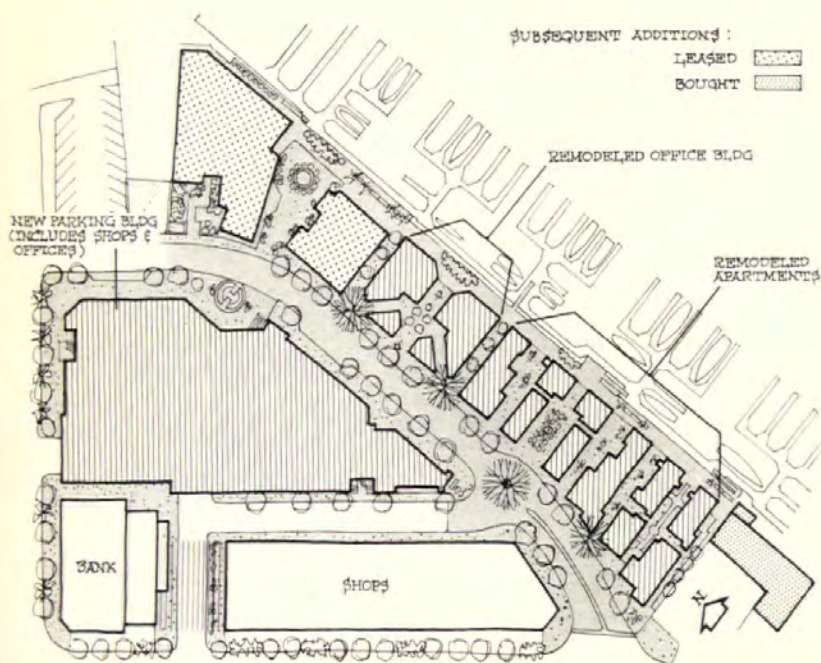 SUBSEQUENT ADDITIONS:
LEASED
BOUGHT
REMODELED OFFICE BLDG
NEW PARKING BLDG
(INCLUDES SHOPS &
OFFICES)
REMODELED
APARTMENTS
BANK
SHOPS
N